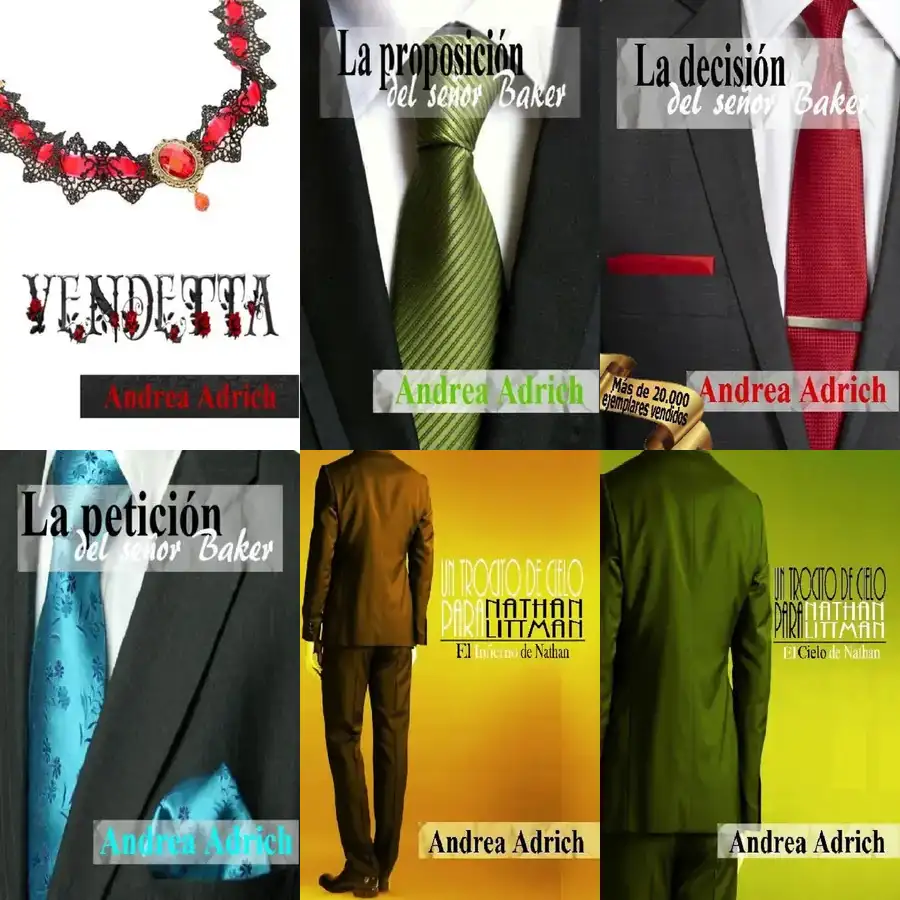 VENDETTA
Andrea Adrich
La proposición
del señor Baker
Andrea Adrich
La decisión
del señor Baker
Más de 20.000
ejemplares vendidos
Andrea Adrich
La petición
del señor Baker
Andrea Adrich
UN TROCITO DE CIELO
PARA NATHAN
LITTMAN
El Infierno de Nathan
Andrea Adrich
UN TROCITO DE CIELO
PARA NATHAN
LITTMAN
El Cielo de Nathan
Andrea Adrich